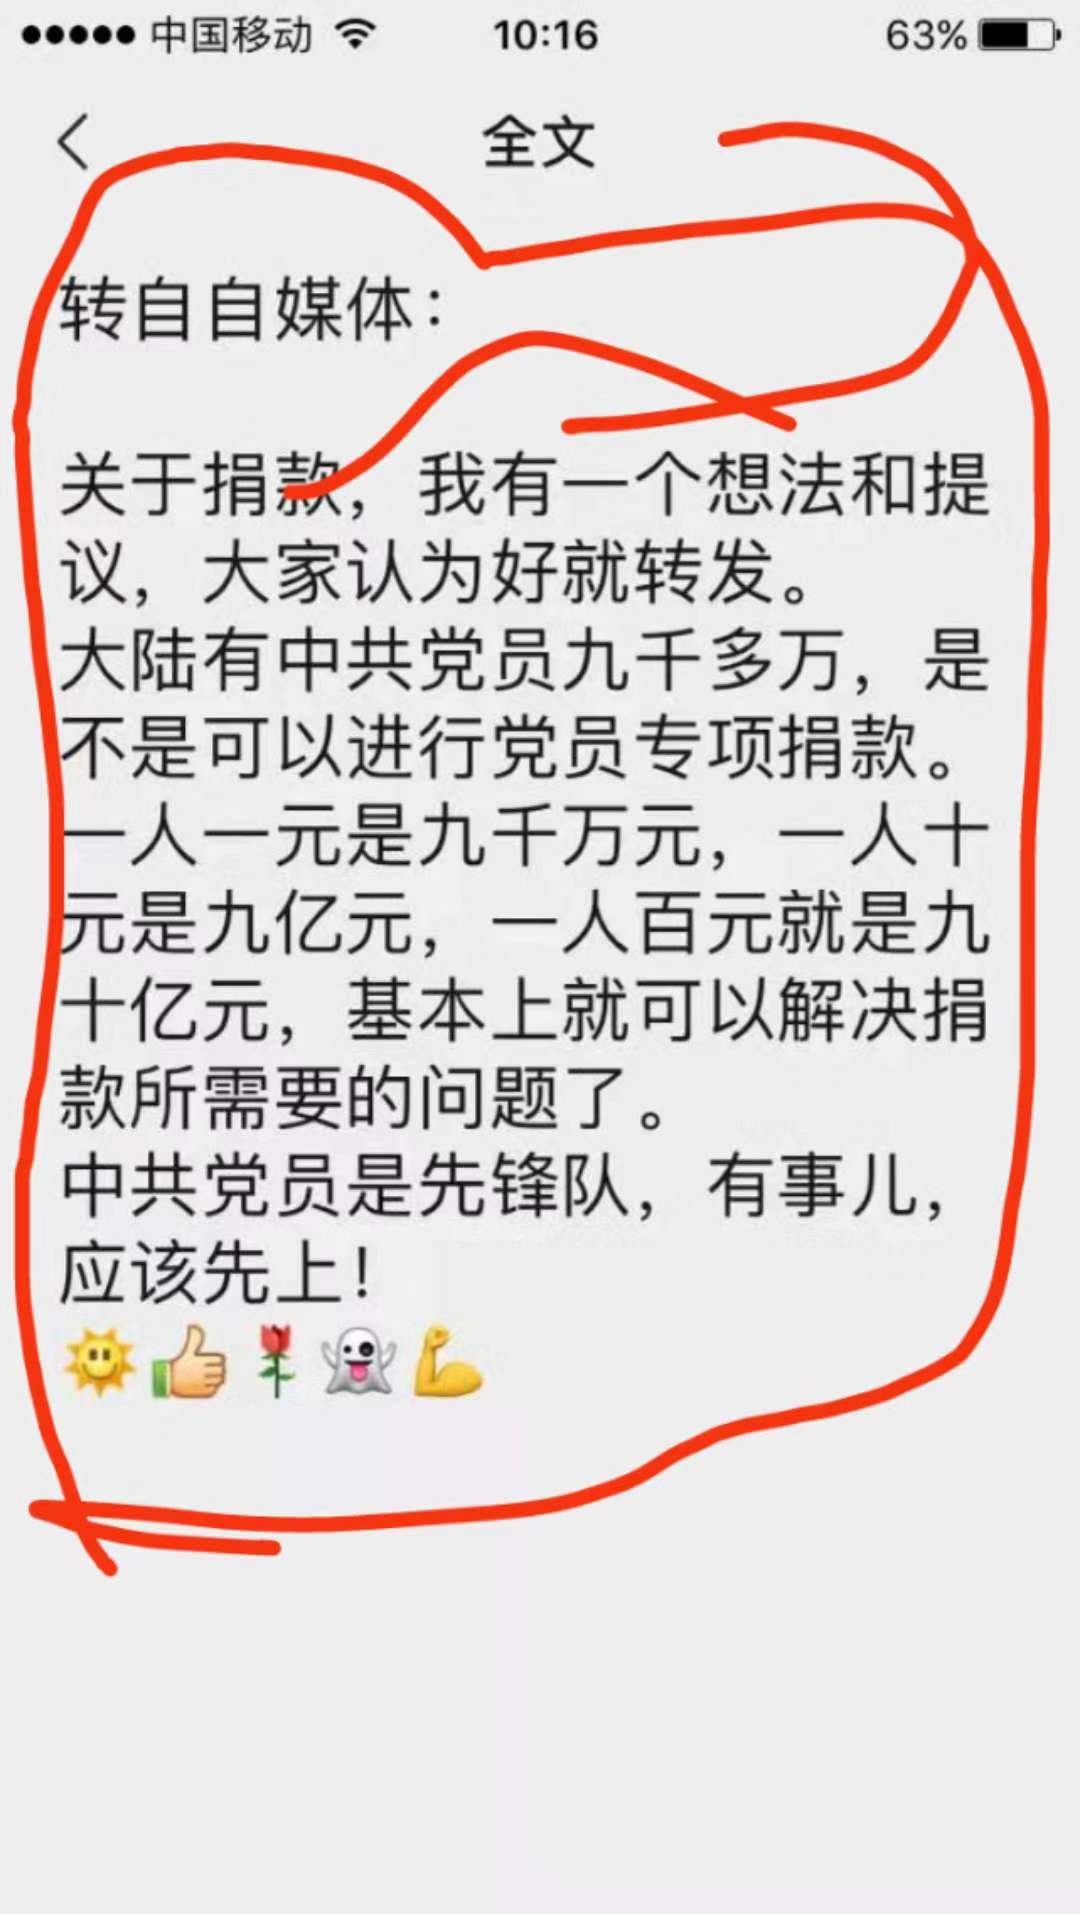 中国移动 10:16 63%
全文
转自自媒体：
关于捐款，我有一个想法和提
议，大家认为好就转发。
大陆有中共党员九千多万，是
不是可以进行党员专项捐款。
一人一元是九千万元，一人十
元是九亿元，一人百元就是九
十亿元，基本上就可以解决捐
款所需要的问题了。
中共党员是先锋队，有事儿，
应该先上！